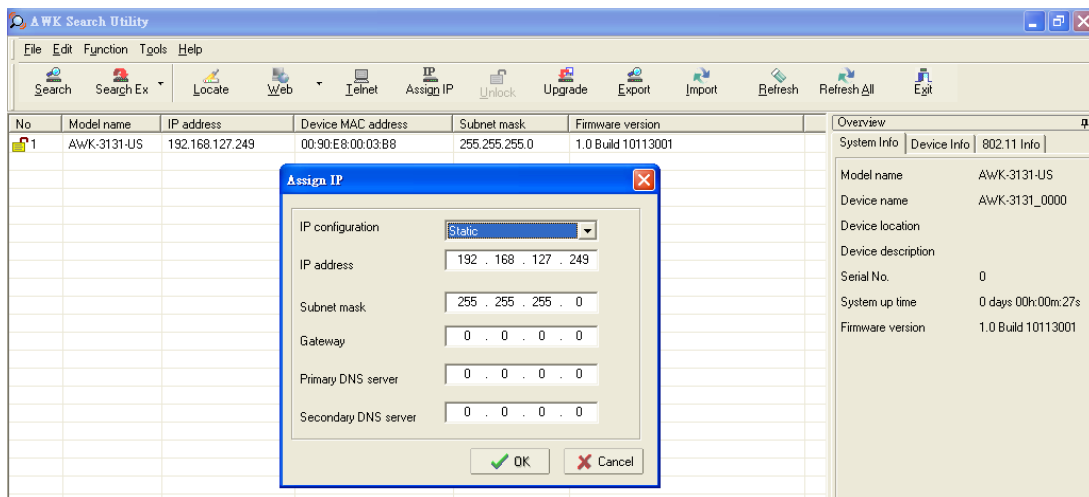 AWK Search Utility
File Edit Function Tools Help
Search Search Ex Locate Web Telnet Assign IP Unlock Upgrade Export Import Refresh Refresh All Exit
IP
No Model name IP address Device MAC address Subnet mask Firmware version
1 AWK-3131-US 192.168.127.249 00:90:E8:00:03:B8 255.255.255.0 1.0 Build 10113001
Assign IP
IP configuration Static
IP address 192 . 168 . 127 . 249
Subnet mask 255 . 255 . 255 . 0
Gateway 0 . 0 . 0 . 0
Primary DNS server 0 . 0 . 0 . 0
Secondary DNS server 0 . 0 . 0 . 0
OK Cancel
Overview
System Info Device Info 802.11 Info
Model name AWK-3131-US
Device name AWK-3131_0000
Device location
Device description
Serial No. 0
System up time 0 days 00h:00m:27s
Firmware version 1.0 Build 10113001